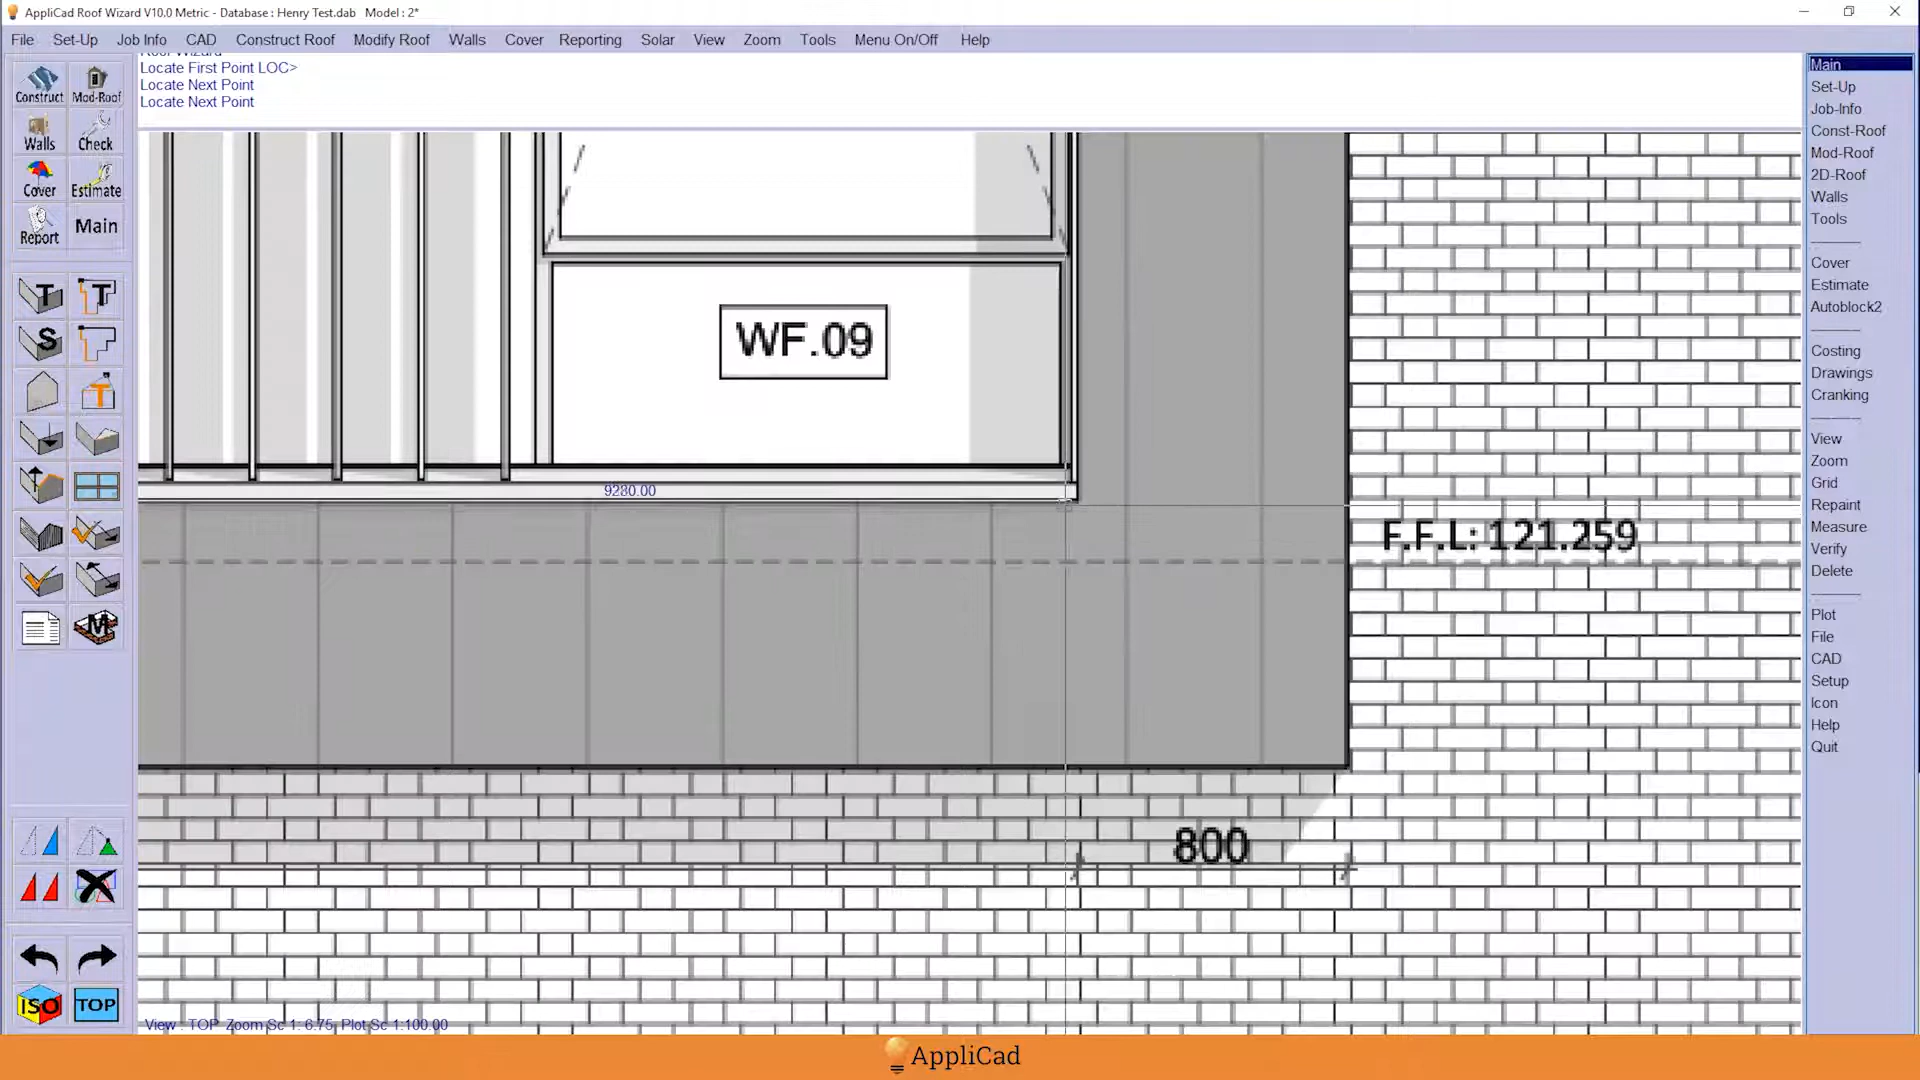 AppliCad Roof Wizard V10.0 Metric - Database : Henry Test.dab   Model : 2*
File Set-Up Job Info CAD Construct Roof Modify Roof Walls Cover Reporting Solar View Zoom Tools Menu On/Off Help
Roof Wizard
Locate First Point LOC>
Locate Next Point
Locate Next Point
Construct Mod-Roof
Walls Check
Cover Estimate
Report Main
T T
S
T
M
ISO TOP
WF.09
9280.00
F.F.L: 121.259
800
View : TOP Zoom Sc 1: 6.75, Plot Sc 1:100.00
Main
Set-Up
Job-Info
Const-Roof
Mod-Roof
2D-Roof
Walls
Tools
Cover
Estimate
Autoblock2
Costing
Drawings
Cranking
View
Zoom
Grid
Repaint
Measure
Verify
Delete
Plot
File
CAD
Setup
Icon
Help
Quit
AppliCad